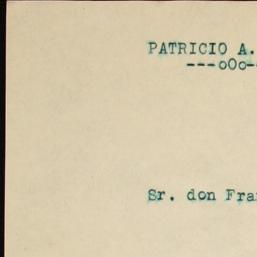 PATRICIO A.
---oOo-
Sr. don Fra